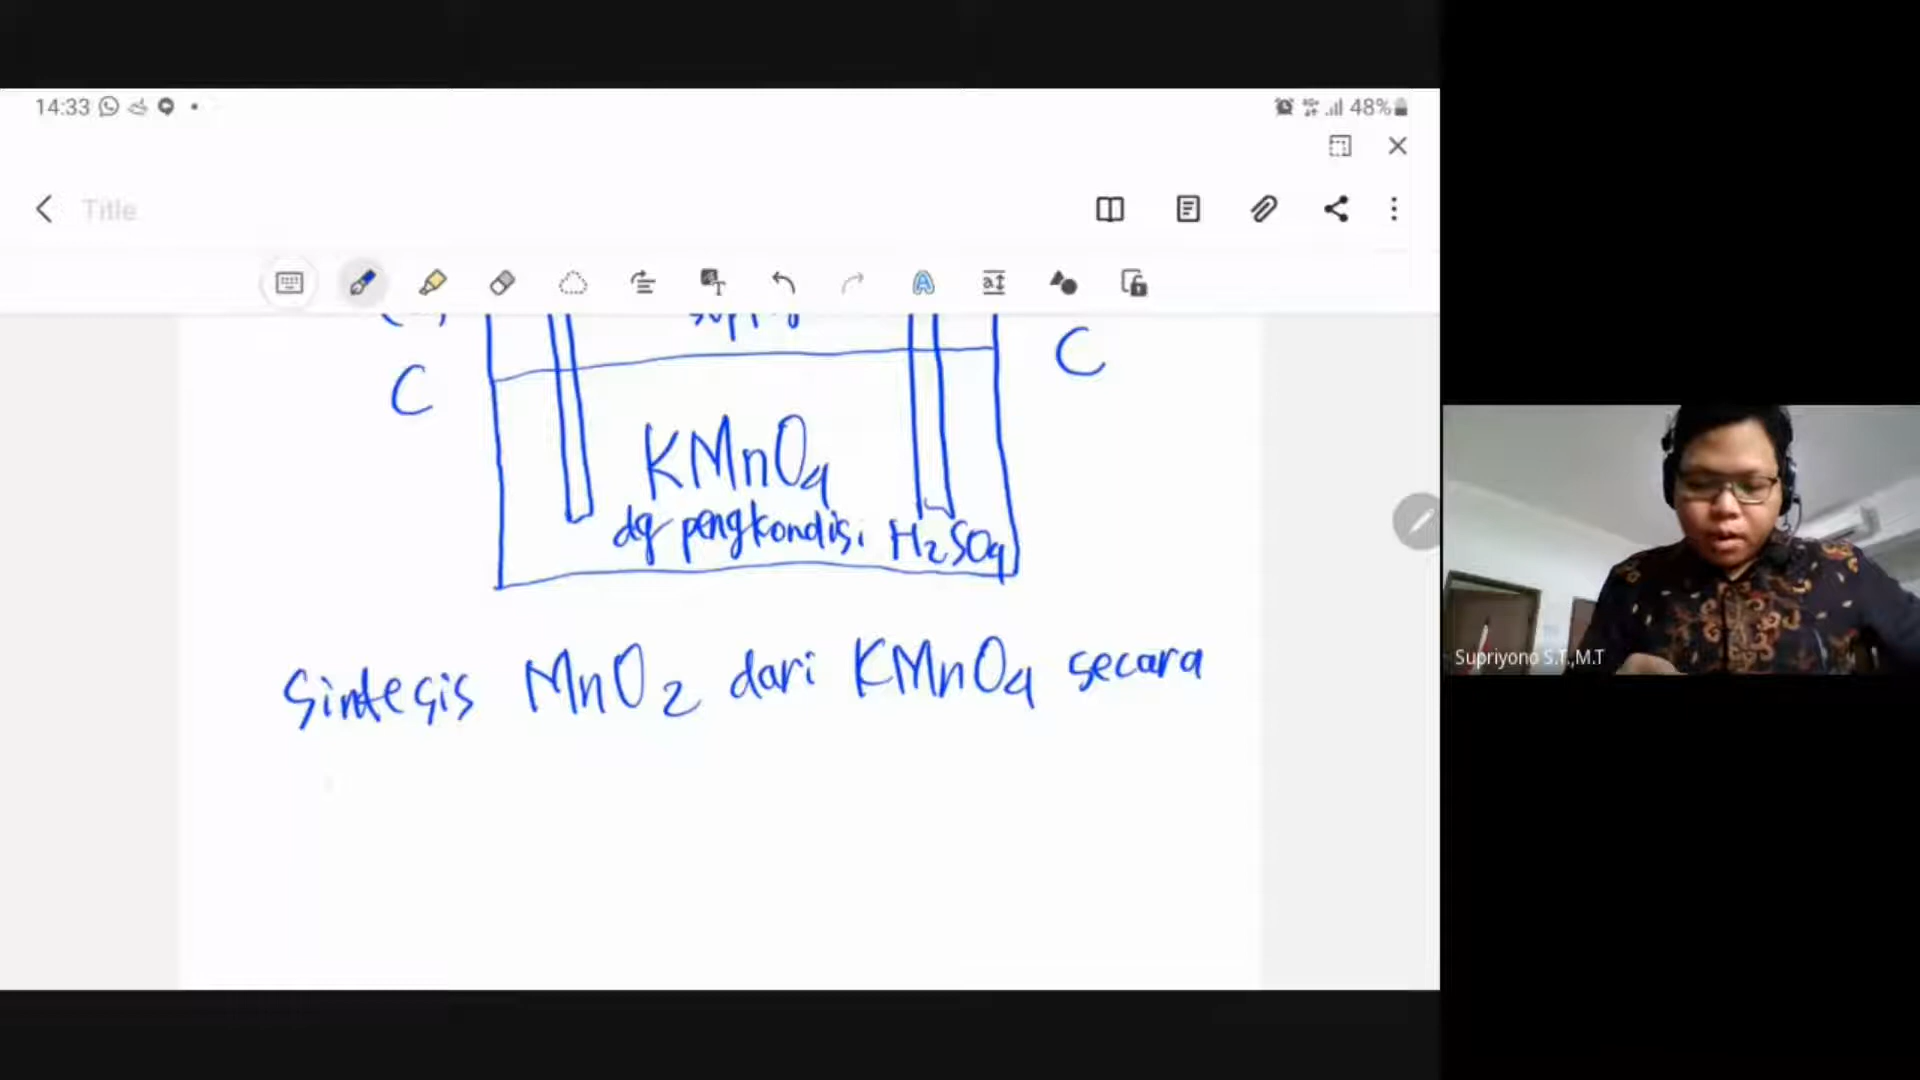 14:33
48%
Title
C
C
KMnO4
dg pengkondisi H2SO4
Sintesis MnO2 dari KMnO4 secara
Supriyono S.T.,M.T